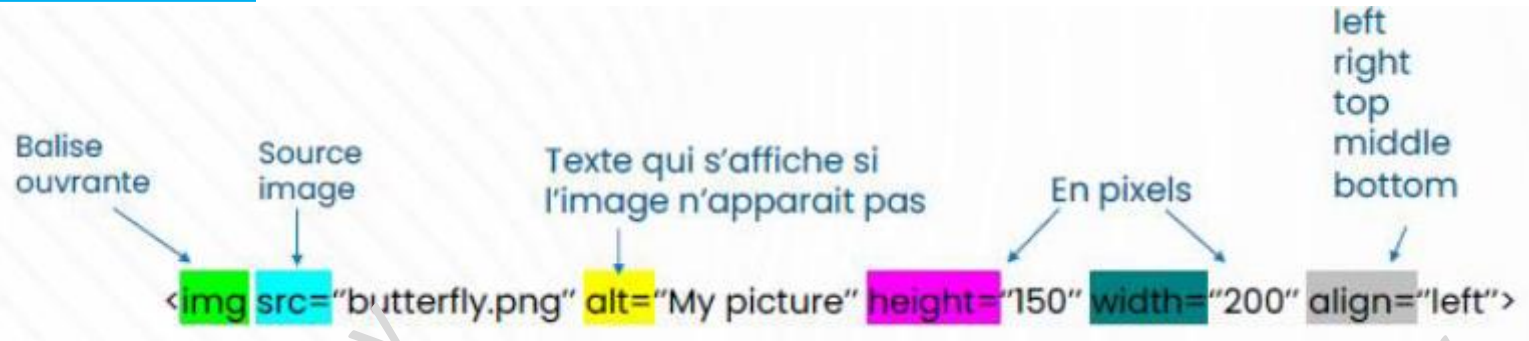 left
right
top
middle
bottom
Balise
ouvrante
Source
image
Texte qui s’affiche si
l’image n’apparait pas
En pixels
<img src=“butterfly.png” alt=“My picture” height=“150” width=“200” align=“left”>